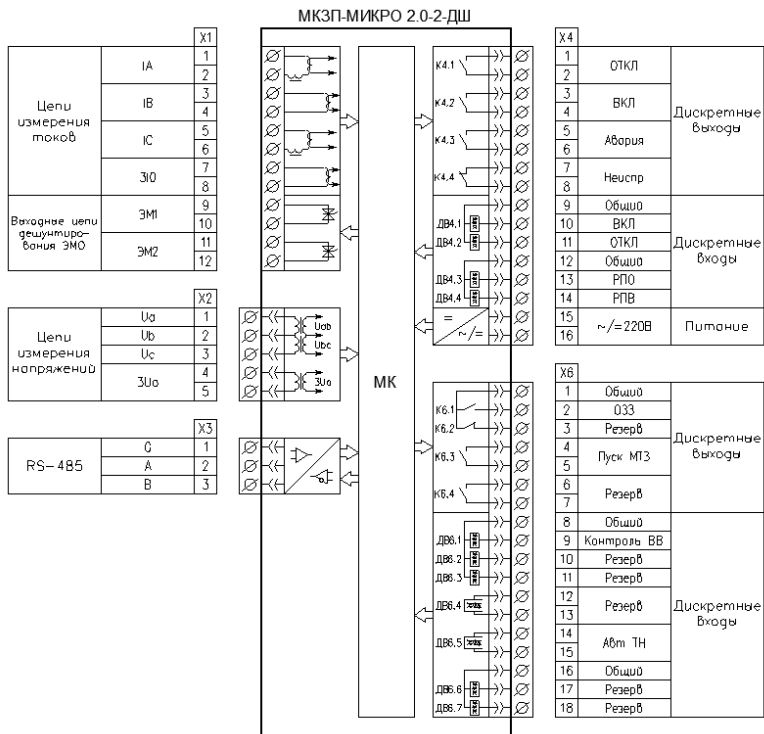 МКЗП-МИКРО 2.0-2-ДШ
X1
Цепи измерения токов
IA
1
2
IB
3
4
IC
5
6
3I0
7
8
Выходные цепи дешунтиро-
вания ЭМО
ЭМ1
9
10
ЭМ2
11
12
X2
Цепи измерения напряжений
Ua
1
Ub
2
Uc
3
3Uo
4
5
Uab
Ubc
3Uo
X3
RS-485
G
1
A
2
B
3
МК
К4.1
К4.2
К4.3
К4.4
ДВ4.1
ДВ4.2
ДВ4.3
ДВ4.4
=
~/=
К6.1
К6.2
К6.3
К6.4
ДВ6.1
ДВ6.2
ДВ6.3
ДВ6.4
ДВ6.5
ДВ6.6
ДВ6.7
X4
1
2
ОТКЛ
3
4
ВКЛ
5
6
Авария
7
8
Неиспр
Дискретные выходы
9
Общий
10
ВКЛ
11
ОТКЛ
12
Общий
13
РПО
14
РПВ
Дискретные входы
15
16
~/=220В
Питание
X6
1
Общий
2
ОЗЗ
3
Резерв
4
5
Пуск МТЗ
6
7
Резерв
Дискретные выходы
8
Общий
9
Контроль ВВ
10
Резерв
11
Резерв
12
13
Резерв
14
15
Авт ТН
16
Общий
17
Резерв
18
Резерв
Дискретные входы